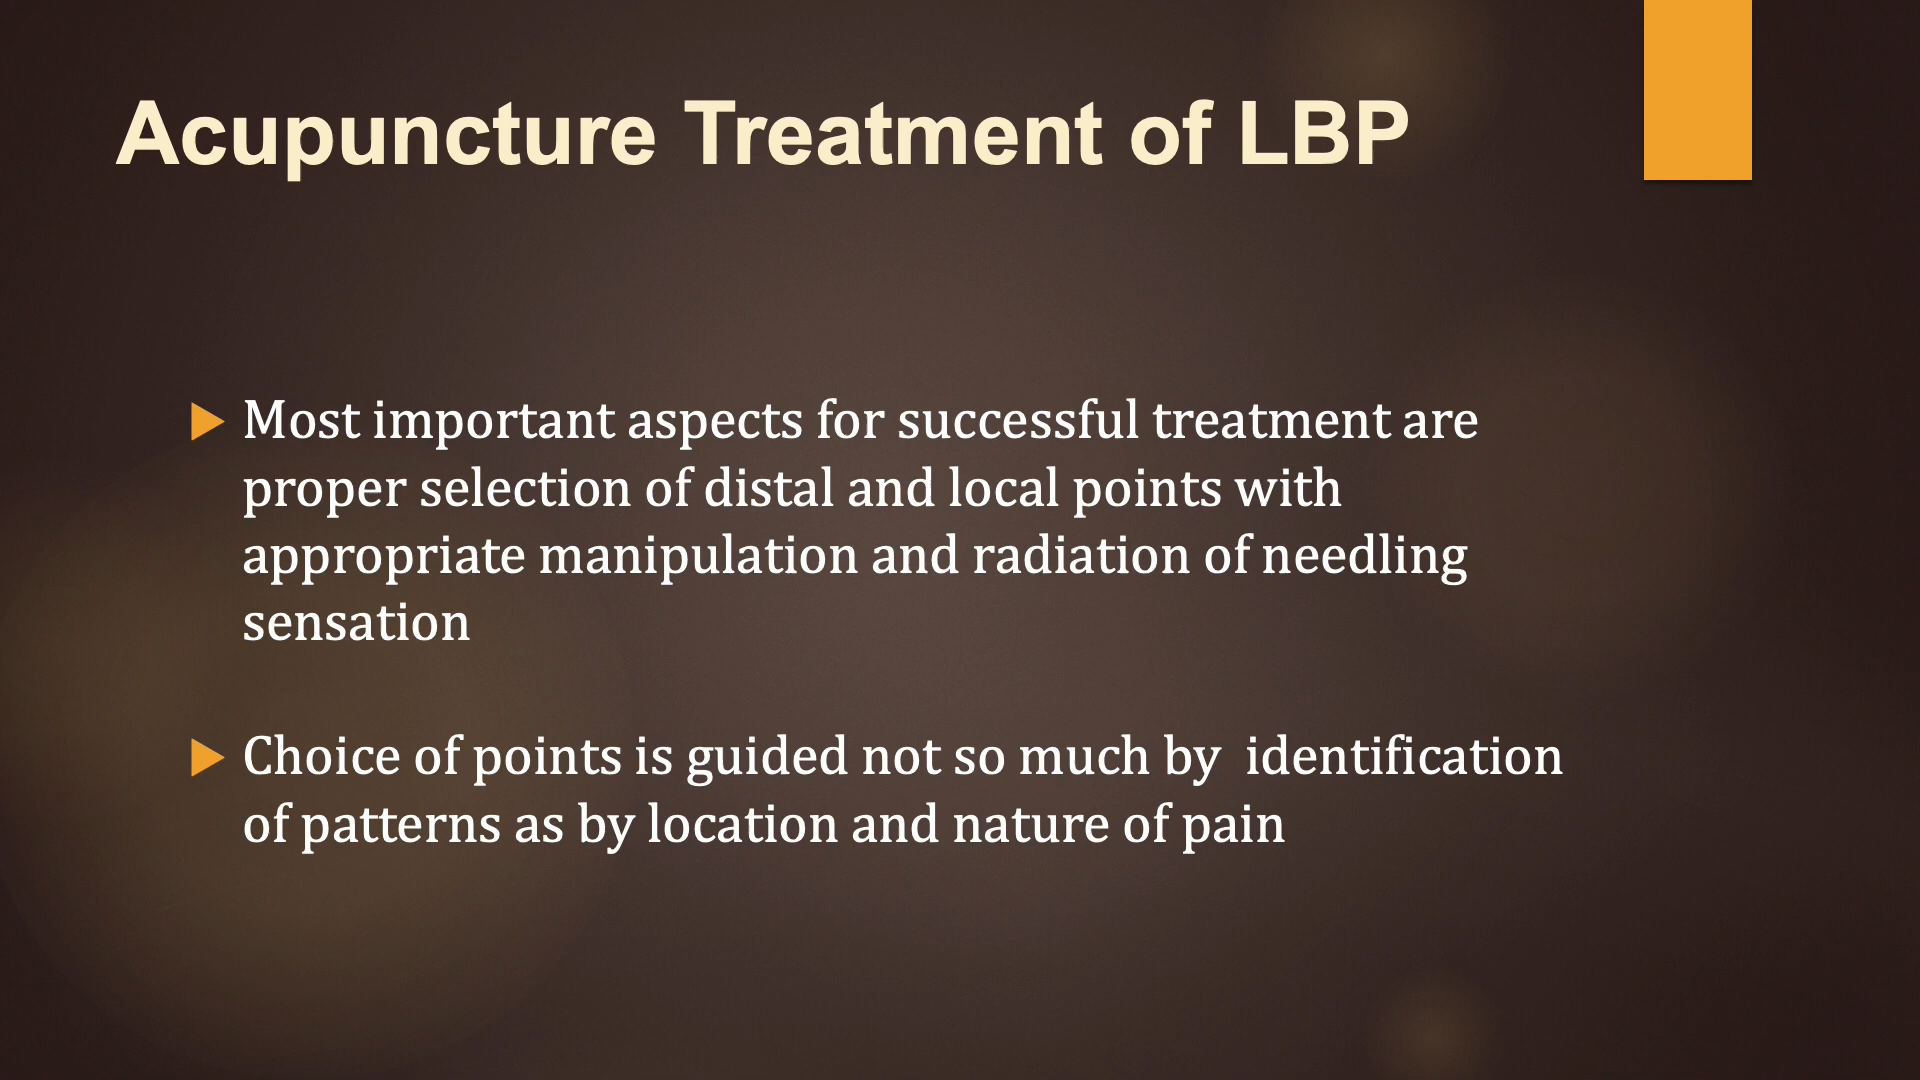 Acupuncture Treatment of LBP
Most important aspects for successful treatment are
proper selection of distal and local points with
appropriate manipulation and radiation of needling
sensation
Choice of points is guided not so much by  identification
of patterns as by location and nature of pain